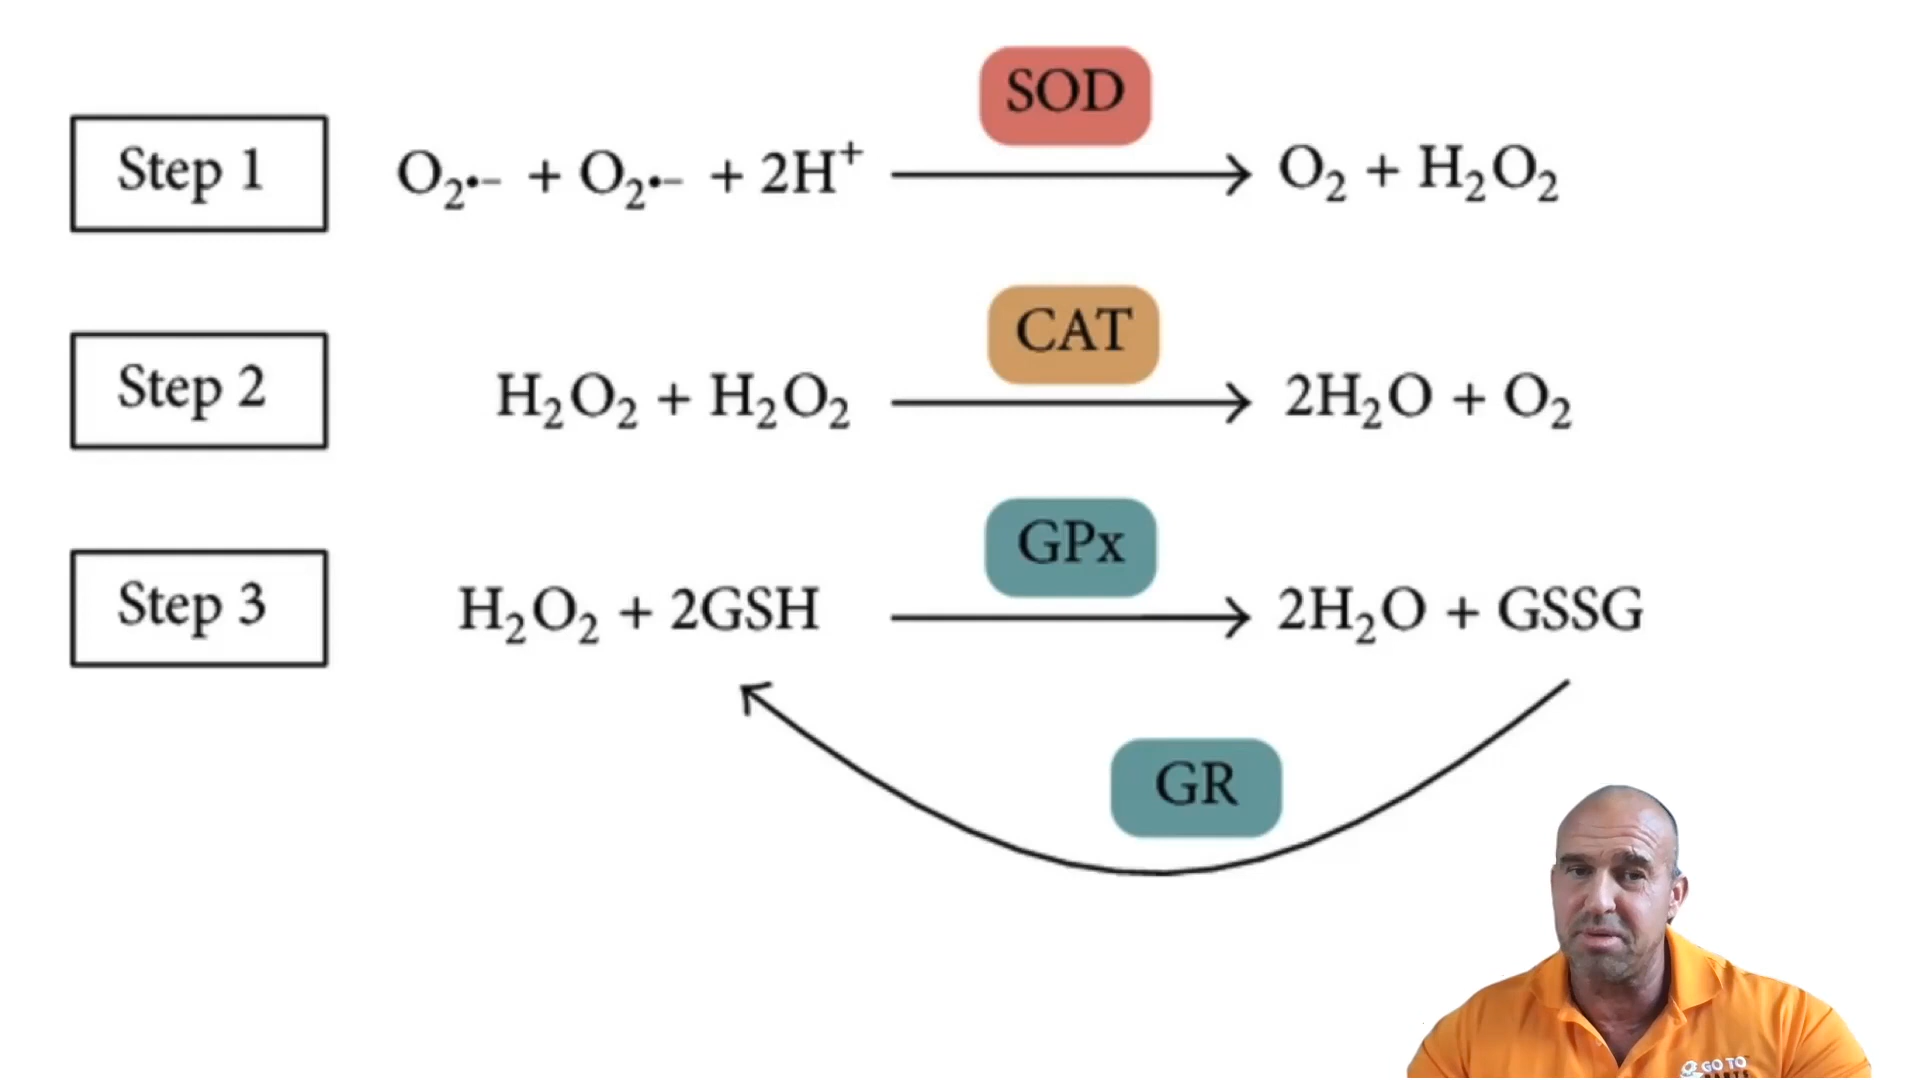 SOD
Step 1 O₂•- + O₂•- + 2H⁺ → O₂ + H₂O₂
CAT
Step 2 H₂O₂ + H₂O₂ → 2H₂O + O₂
GPx
Step 3 H₂O₂ + 2GSH → 2H₂O + GSSG
GR
GO TO